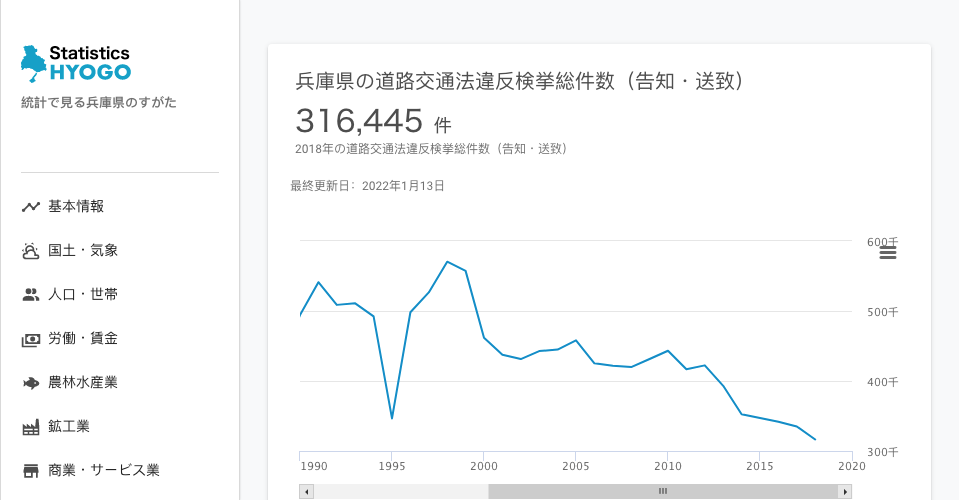 Statistics
HYOGO
統計で見る兵庫県のすがた
基本情報
国土・気象
人口・世帯
労働・賃金
農林水産業
鉱工業
商業・サービス業
兵庫県の道路交通法違反検挙総件数（告知・送致）
316,445 件
2018年の道路交通法違反検挙総件数（告知・送致）
最終更新日：2022年1月13日
600千
500千
400千
300千
1990 1995 2000 2005 2010 2015 2020